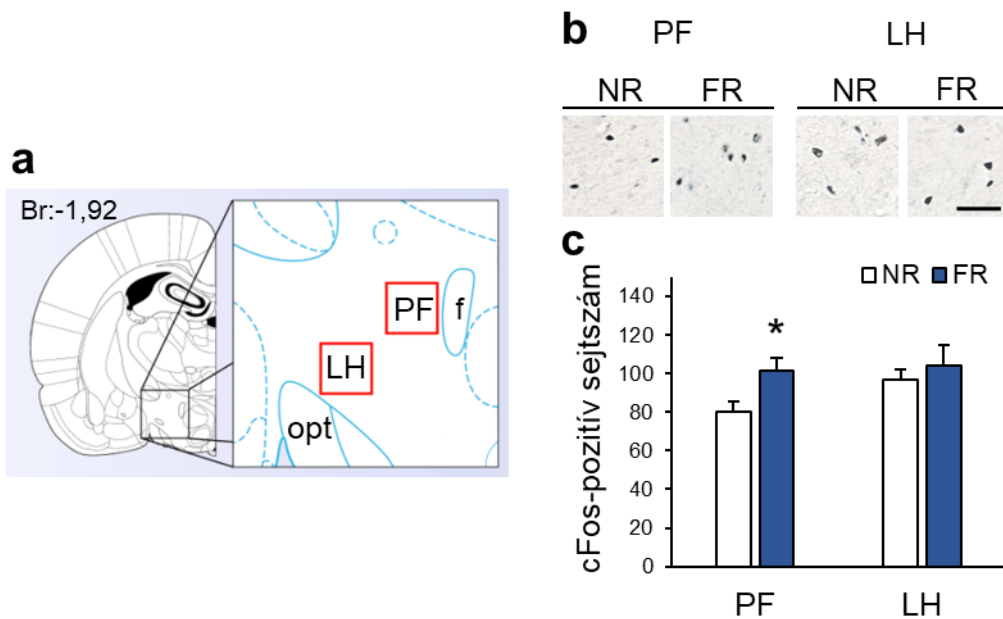 a
Br:-1,92
PF
f
LH
opt
b
PF LH
NR FR NR FR
c
NR FR
cFos-pozitív sejtszám
140
120
100
80
60
40
20
0
*
PF LH